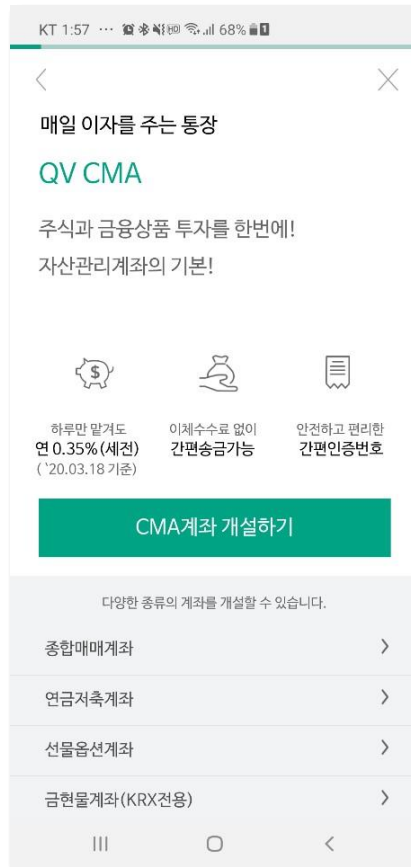 KT 1:57 ··· 68%
매일 이자를 주는 통장
QV CMA
주식과 금융상품 투자를 한번에!
자산관리계좌의 기본!
하루만 맡겨도
연 0.35%(세전)
( `20.03.18 기준)
이체수수료 없이
간편송금가능
안전하고 편리한
간편인증번호
CMA계좌 개설하기
다양한 종류의 계좌를 개설할 수 있습니다.
종합매매계좌
연금저축계좌
선물옵션계좌
금현물계좌(KRX전용)